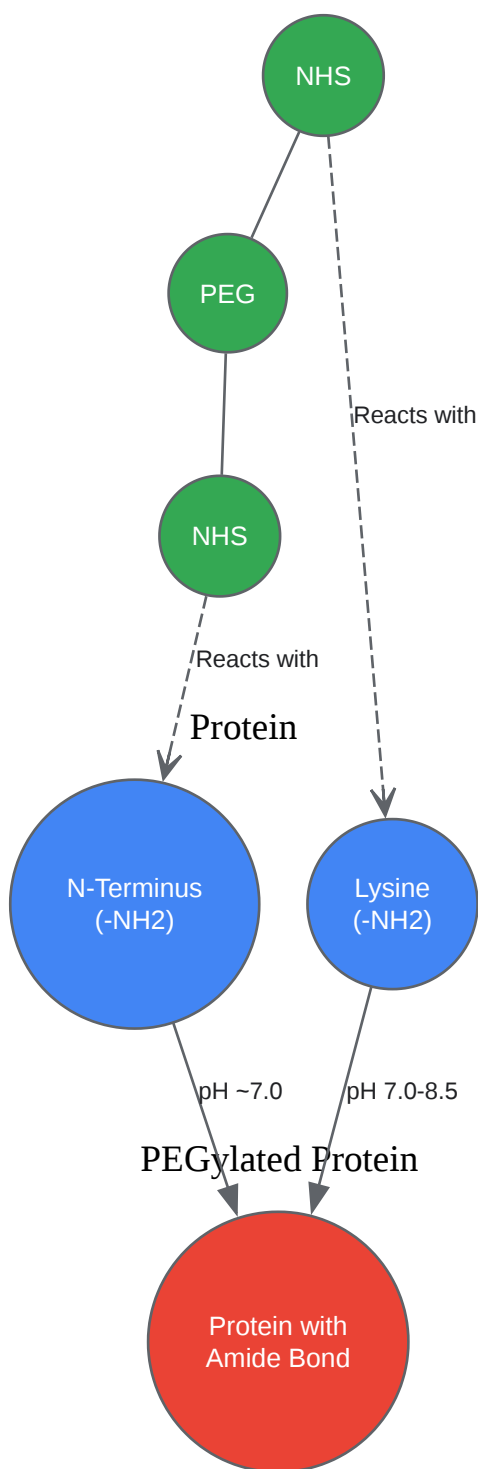 NHS
PEG
Reacts with
NHS
Reacts with
Protein
N-Terminus
(-NH2)
Lysine
(-NH2)
pH ~7.0
pH 7.0-8.5
PEGylated Protein
Protein with
Amide Bond